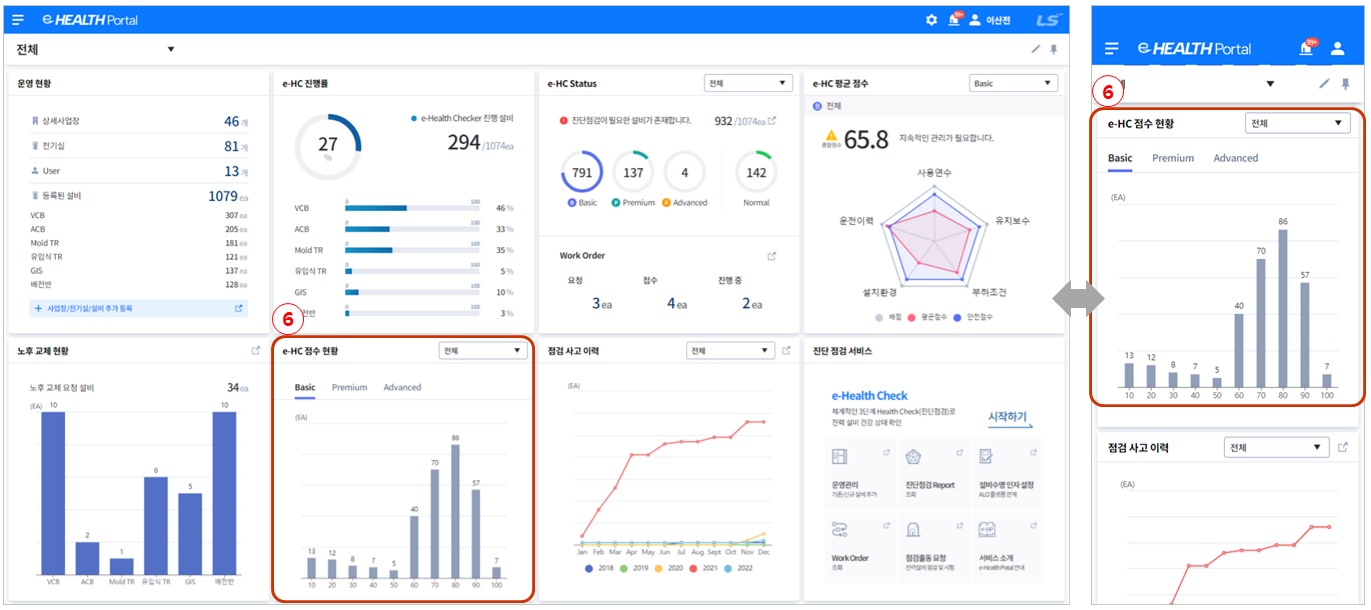 e-HEALTH Portal
99+
이산전
LS
전체
운영 현황
상세사업장 46 개
전기실 81 개
User 13 개
등록된 설비 1079 ea
VCB 307 ea
ACB 205 ea
Mold TR 181 ea
유입식 TR 121 ea
GIS 137 ea
배전반 128 ea
+ 사업장/전기실/설비 추가 등록
e-HC 진행률
27
%
e-Health Checker 진행 설비
294 /1074ea
0 100
VCB 46 %
0 100
ACB 33 %
0 100
Mold TR 35 %
0 100
유입식 TR 5 %
0 100
GIS 10 %
0 100
전반 3 %
e-HC Status
전체
진단점검이 필요한 설비가 존재합니다. 932 /1074ea
791 137 4 142
B Basic P Premium A Advanced Normal
Work Order
요청 접수 진행 중
3 ea 4 ea 2 ea
e-HC 평균 점수
Basic
B 전체
종합점수 65.8 지속적인 관리가 필요합니다.
사용연수
운전이력 유지보수
설치환경 부하조건
배점 평균점수 안전점수
노후 교체 현황
노후 교체 요청 설비 34 ea
(EA)
10 2 1 6 5 10
VCB ACB Mold TR 유입식 TR GIS 배전반
6
e-HC 점수 현황
전체
Basic Premium Advanced
(EA)
13 12 8 7 5 40 70 86 57 7
10 20 30 40 50 60 70 80 90 100
점검 사고 이력
전체
(EA)
Jan Feb Mar Apr May Jun Jul Aug Sept Oct Nov Dec
2018 2019 2020 2021 2022
진단 점검 서비스
e-Health Check
체계적인 3단계 Health Check(진단점검)로
전력 설비 건강 상태 확인
시작하기
운영관리
기존/신규 설비 추가
진단점검 Report
조회
설비수명 인자 설정
ALO 플랫폼 연계
Work Order
조회
점검출동 요청
전력설비 점검 및 시험
서비스 소개
e-Health Potal 안내
e-HEALTH Portal
99+
6
e-HC 점수 현황
전체
Basic Premium Advanced
(EA)
13 12 8 7 5 40 70 86 57 7
10 20 30 40 50 60 70 80 90 100
점검 사고 이력
전체
(EA)